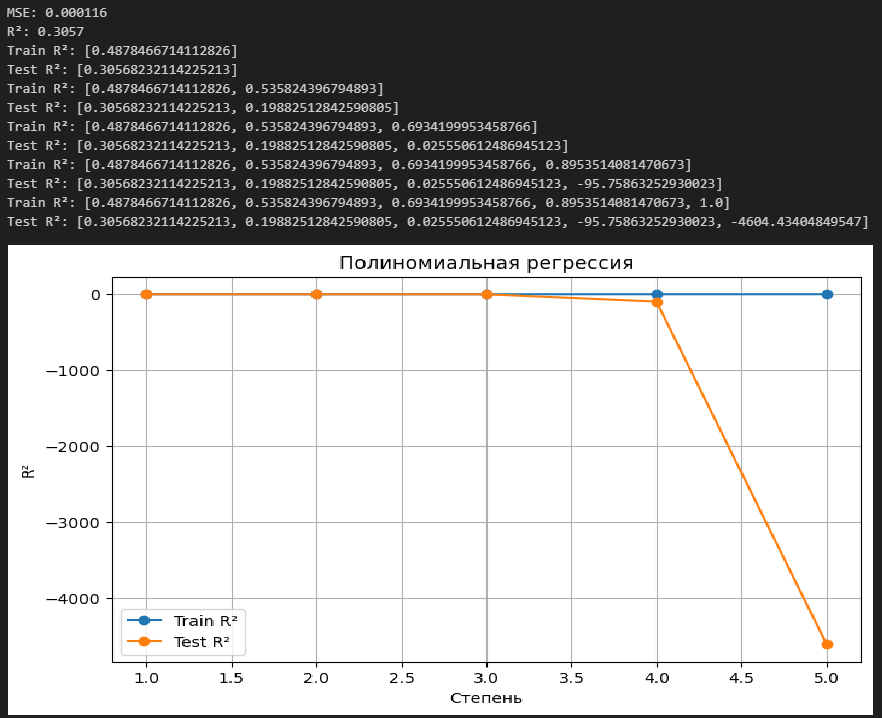 MSE: 0.000116
R²: 0.3057
Train R²: [0.4878466714112826]
Test R²: [0.30568232114225213]
Train R²: [0.4878466714112826, 0.535824396794893]
Test R²: [0.30568232114225213, 0.19882512842590805]
Train R²: [0.4878466714112826, 0.535824396794893, 0.6934199953458766]
Test R²: [0.30568232114225213, 0.19882512842590805, 0.025550612486945123]
Train R²: [0.4878466714112826, 0.535824396794893, 0.6934199953458766, 0.8953514081470673]
Test R²: [0.30568232114225213, 0.19882512842590805, 0.025550612486945123, -95.75863252930023]
Train R²: [0.4878466714112826, 0.535824396794893, 0.6934199953458766, 0.8953514081470673, 1.0]
Test R²: [0.30568232114225213, 0.19882512842590805, 0.025550612486945123, -95.75863252930023, -4604.43404849547]
Полиномиальная регрессия
0
−1000
−2000
−3000
−4000
R²
Train R²
Test R²
1.0 1.5 2.0 2.5 3.0 3.5 4.0 4.5 5.0
Степень